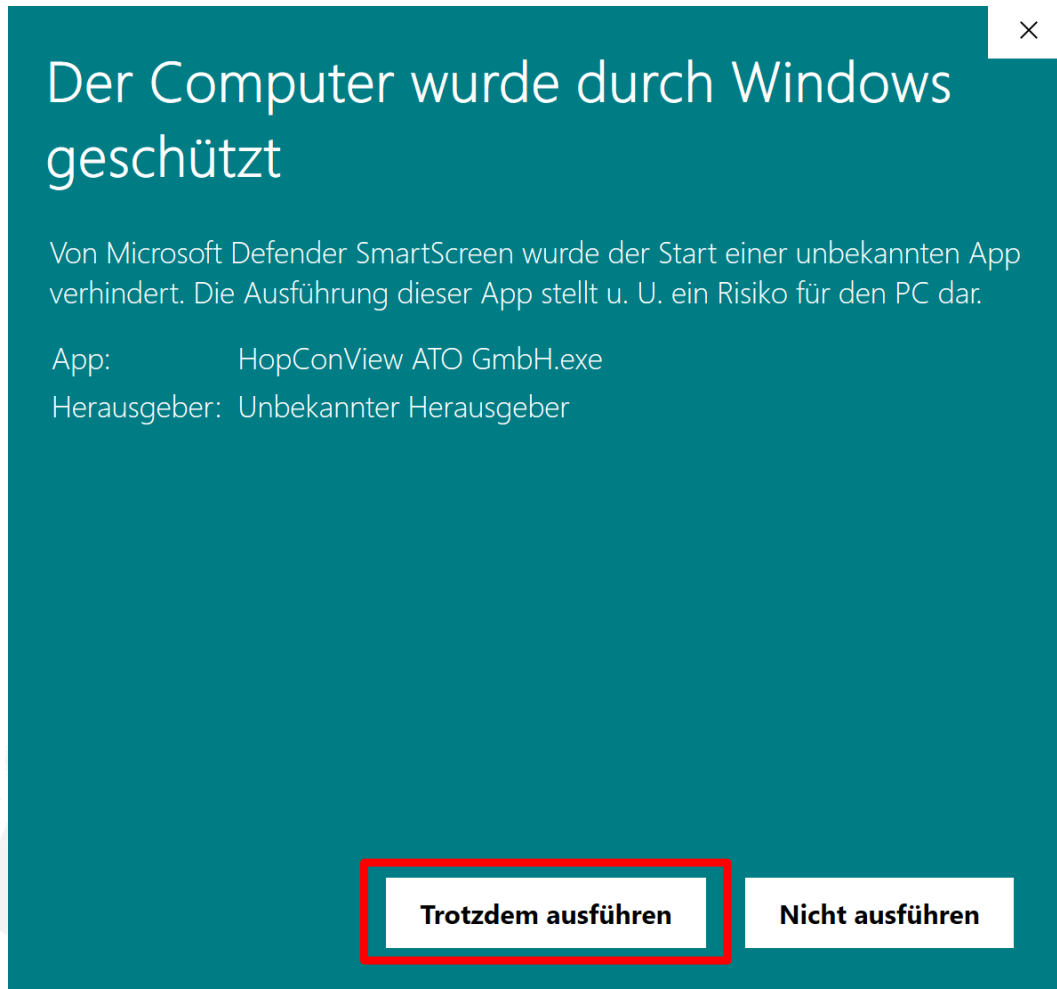 Der Computer wurde durch Windows
geschützt
Von Microsoft Defender SmartScreen wurde der Start einer unbekannten App
verhindert. Die Ausführung dieser App stellt u. U. ein Risiko für den PC dar.
App: HopConView ATO GmbH.exe
Herausgeber: Unbekannter Herausgeber
Trotzdem ausführen Nicht ausführen